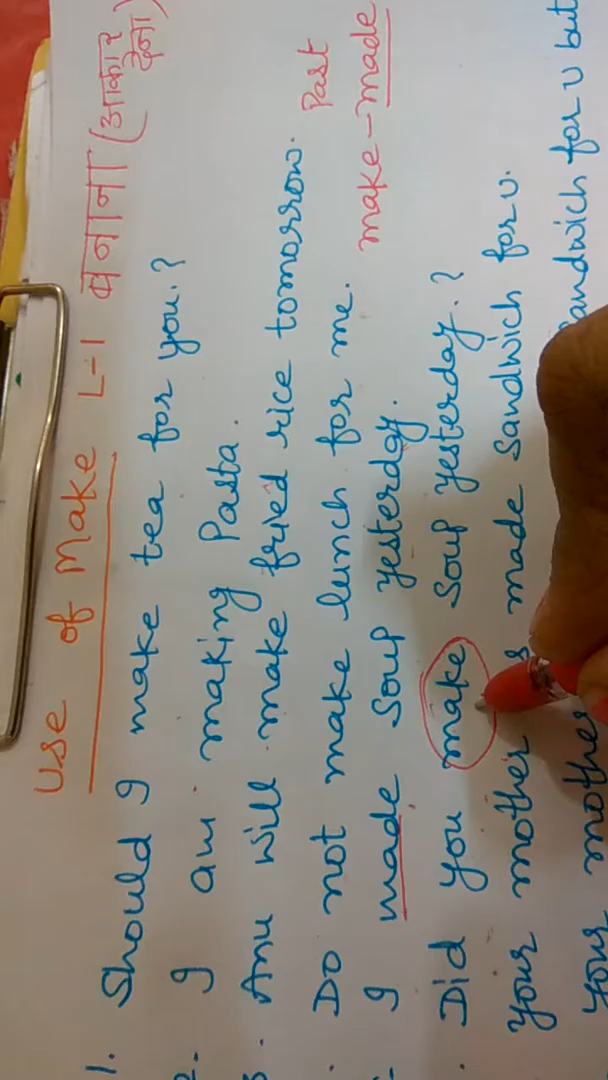 Use of Make L-1 बनाना (आकार देना)
1. Should I make tea for you.?
I am making Pasta.
3. Anu will make fried rice tomorrow.
Do not make lunch for me. Past
I made soup yesterday. make - made
Did you make soup yesterday.?
your mother made sandwich for u.
your mother sandwich for u but